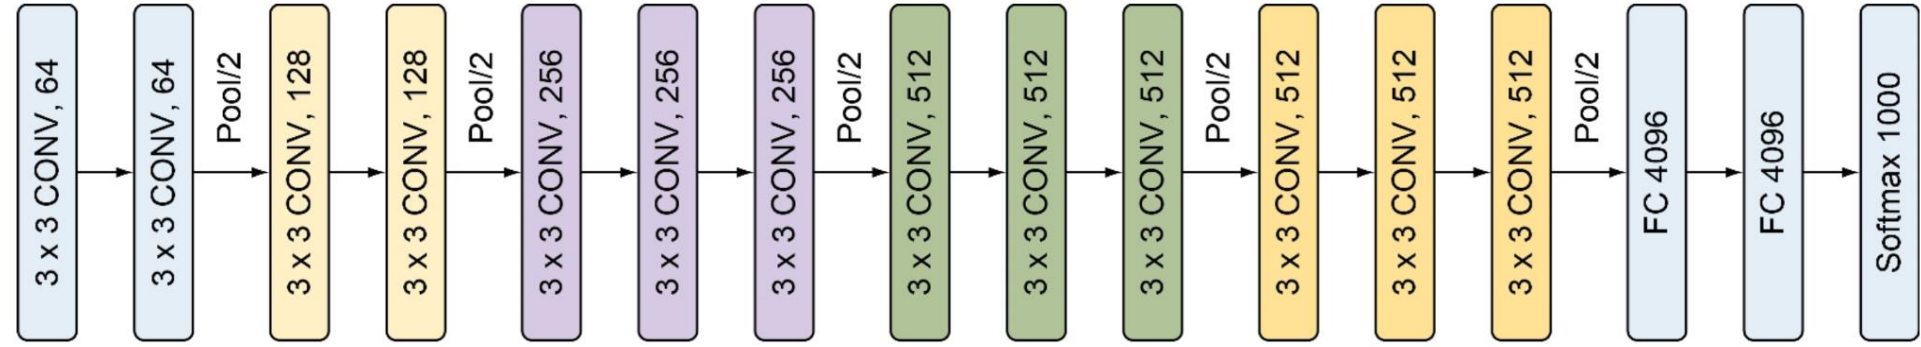 3 x 3 CONV, 64
3 x 3 CONV, 64
Pool/2
3 x 3 CONV, 128
3 x 3 CONV, 128
Pool/2
3 x 3 CONV, 256
3 x 3 CONV, 256
3 x 3 CONV, 256
Pool/2
3 x 3 CONV, 512
3 x 3 CONV, 512
3 x 3 CONV, 512
Pool/2
3 x 3 CONV, 512
3 x 3 CONV, 512
3 x 3 CONV, 512
Pool/2
FC 4096
FC 4096
Softmax 1000